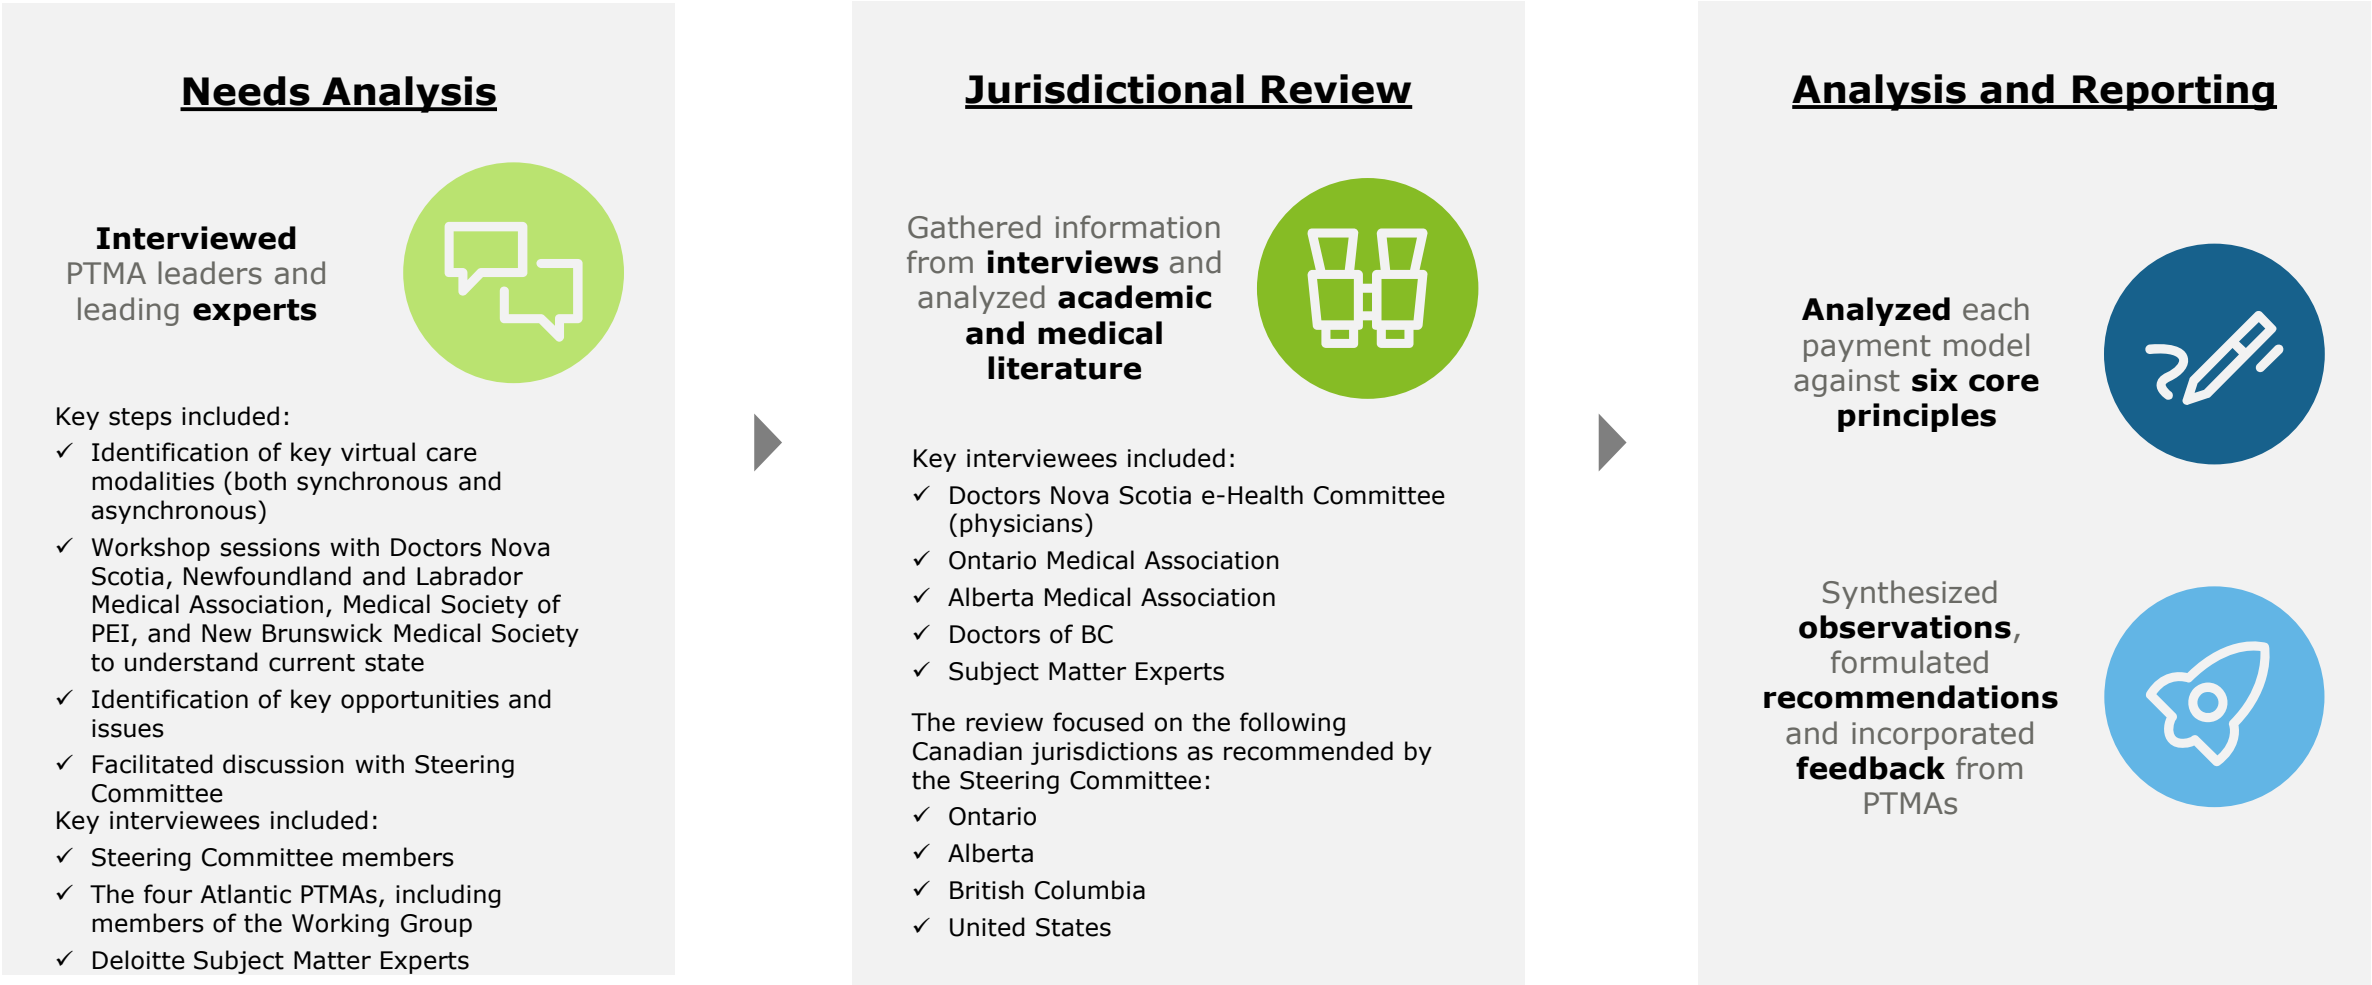 Needs Analysis
Interviewed
PTMA leaders and
leading experts
Key steps included:
✓ Identification of key virtual care
modalities (both synchronous and
asynchronous)
✓ Workshop sessions with Doctors Nova
Scotia, Newfoundland and Labrador
Medical Association, Medical Society of
PEI, and New Brunswick Medical Society
to understand current state
✓ Identification of key opportunities and
issues
✓ Facilitated discussion with Steering
Committee
Key interviewees included:
✓ Steering Committee members
✓ The four Atlantic PTMAs, including
members of the Working Group
✓ Deloitte Subject Matter Experts
Jurisdictional Review
Gathered information
from interviews and
analyzed academic
and medical
literature
Key interviewees included:
✓ Doctors Nova Scotia e-Health Committee
(physicians)
✓ Ontario Medical Association
✓ Alberta Medical Association
✓ Doctors of BC
✓ Subject Matter Experts
The review focused on the following
Canadian jurisdictions as recommended by
the Steering Committee:
✓ Ontario
✓ Alberta
✓ British Columbia
✓ United States
Analysis and Reporting
Analyzed each
payment model
against six core
principles
Synthesized
observations,
formulated
recommendations
and incorporated
feedback from
PTMAs